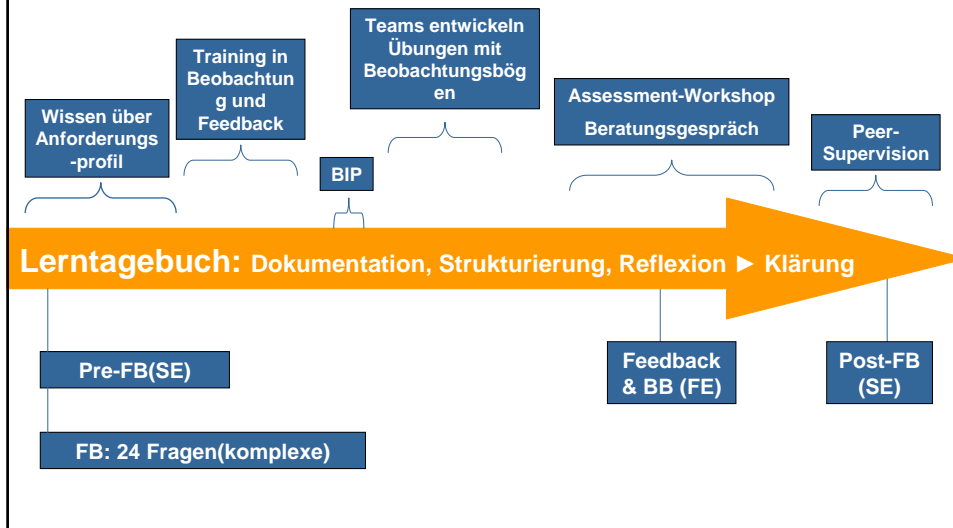 Wissen über
Anforderungs
-profil
Training in
Beobachtun
g und
Feedback
BIP
Teams entwickeln
Übungen mit
Beobachtungsbög
en
Assessment-Workshop
Beratungsgespräch
Peer-
Supervision
Lerntagebuch: Dokumentation, Strukturierung, Reflexion ► Klärung
Pre-FB(SE)
FB: 24 Fragen(komplexe)
Feedback
& BB (FE)
Post-FB
(SE)